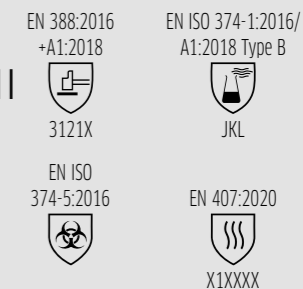 EN 388:2016
+A1:2018
3121X
EN ISO 374-1:2016/
A1:2018 Type B
JKL
EN ISO
374-5:2016
EN 407:2020
X1XXXX